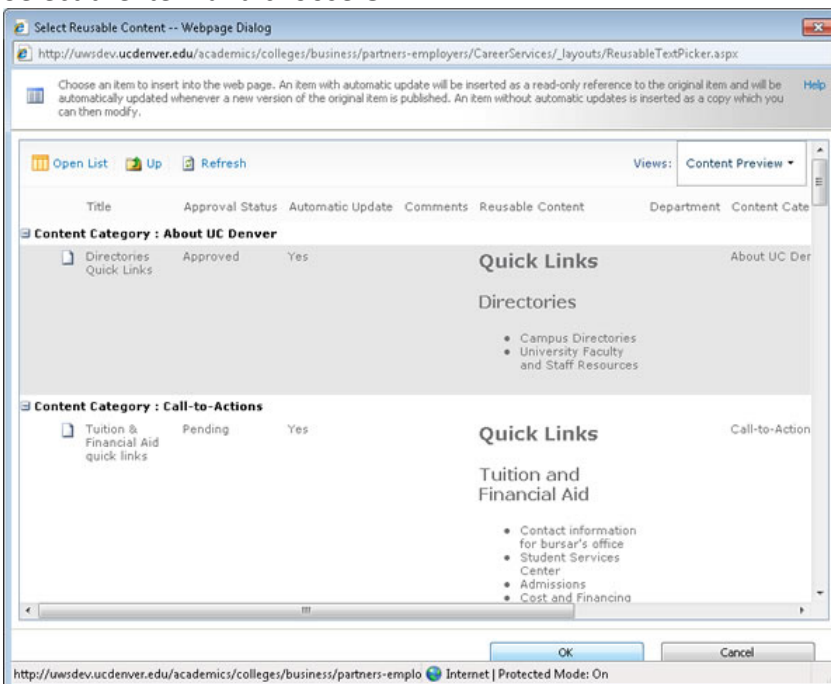 Select Reusable Content -- Webpage Dialog
http://uwsdev.ucdenver.edu/academics/colleges/business/partners-employers/CareerServices/_layouts/ReusableTextPicker.aspx
Choose an item to insert into the web page. An item with automatic update will be inserted as a read-only reference to the original item and will be Help
automatically updated whenever a new version of the original item is published. An item without automatic updates is inserted as a copy which you
can then modify.
Open List Up Refresh Views: Content Preview
Title Approval Status Automatic Update Comments Reusable Content Department Content Cate
Content Category : About UC Denver
Directories Approved Yes Quick Links About UC Der
Quick Links
Directories
• Campus Directories
• University Faculty
and Staff Resources
Content Category : Call-to-Actions
Tuition & Pending Yes Quick Links Call-to-Action
Financial Aid
quick links
Tuition and
Financial Aid
• Contact information
for bursar's office
• Student Services
Center
• Admissions
• Cost and Financing
OK Cancel
http://uwsdev.ucdenver.edu/academics/colleges/business/partners-emplo Internet | Protected Mode: On